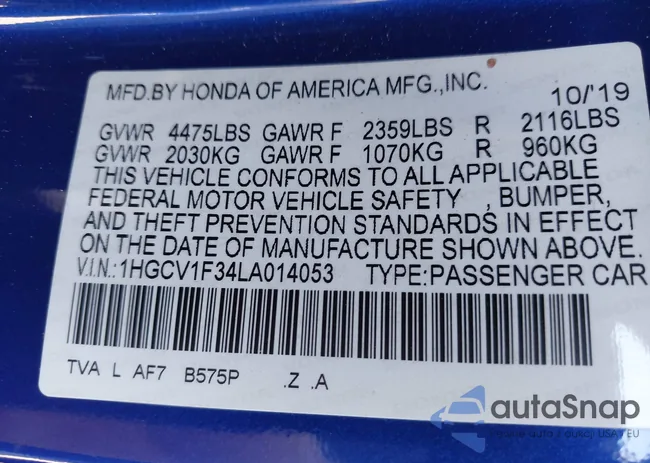 MFD.BY HONDA OF AMERICA MFG.,INC. 10/'19
GVWR 4475LBS GAWR F 2359LBS R 2116LBS
GVWR 2030KG GAWR F 1070KG R 960KG
THIS VEHICLE CONFORMS TO ALL APPLICABLE
FEDERAL MOTOR VEHICLE SAFETY , BUMPER,
AND THEFT PREVENTION STANDARDS IN EFFECT
ON THE DATE OF MANUFACTURE SHOWN ABOVE.
V.I.N.:1HGCV1F34LA014053 TYPE:PASSENGER CAR
TVA L AF7 B575P .Z .A
autoSnap